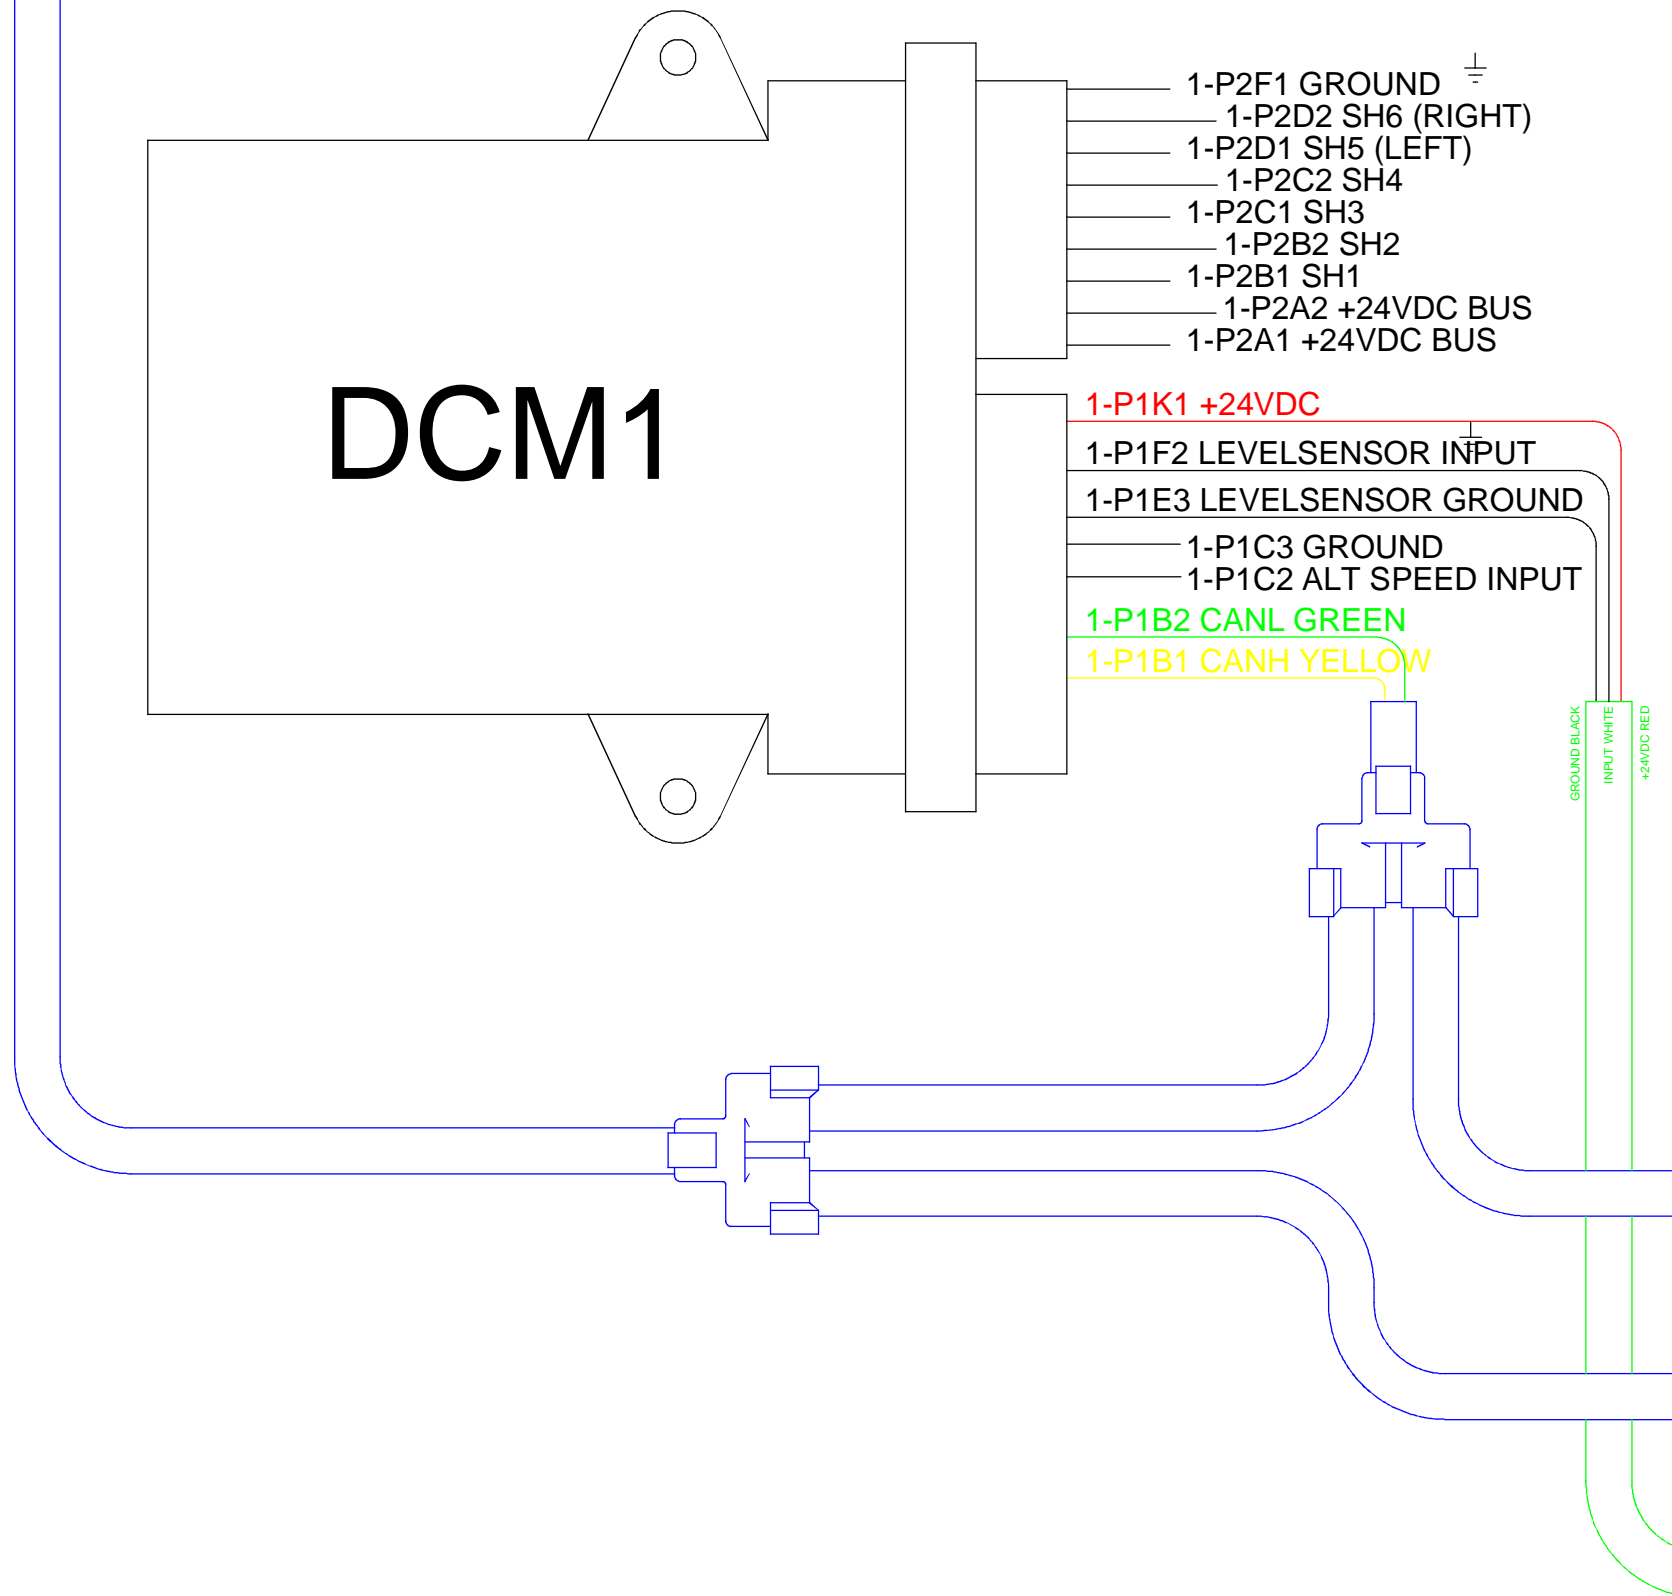 1-P2F1 GROUND
1-P2D2 SH6 (RIGHT)
1-P2D1 SH5 (LEFT)
1-P2C2 SH4
1-P2C1 SH3
1-P2B2 SH2
1-P2B1 SH1
1-P2A2 +24VDC BUS
1-P2A1 +24VDC BUS
DCM1
1-P1K1 +24VDC
1-P1F2 LEVELSENSOR INPUT
1-P1E3 LEVELSENSOR GROUND
1-P1C3 GROUND
1-P1C2 ALT SPEED INPUT
1-P1B2 CANL GREEN
1-P1B1 CANH YELLOW
GROUND BLACK
INPUT WHITE
+24VDC RED